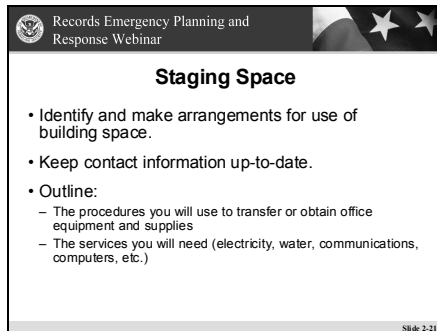 Records Emergency Planning and
Response Webinar
Staging Space
• Identify and make arrangements for use of
building space.
• Keep contact information up-to-date.
• Outline:
– The procedures you will use to transfer or obtain office
equipment and supplies
– The services you will need (electricity, water, communications,
computers, etc.)
Slide 2-21